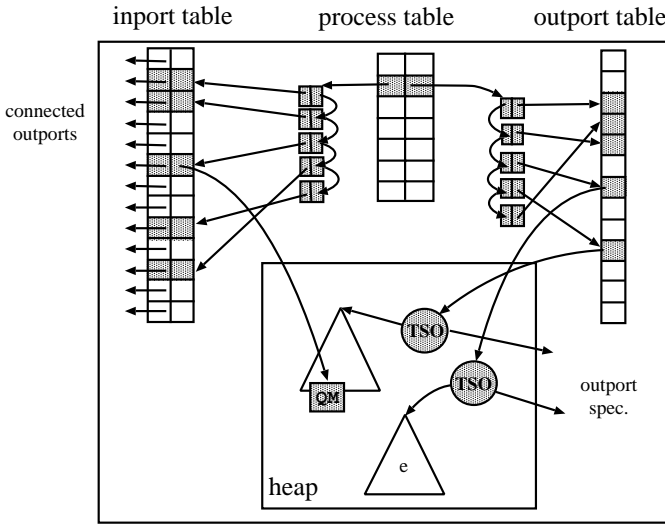 inport table
process table
outport table
connected
outports
TSO
TSO
QM
outport
spec.
e
heap